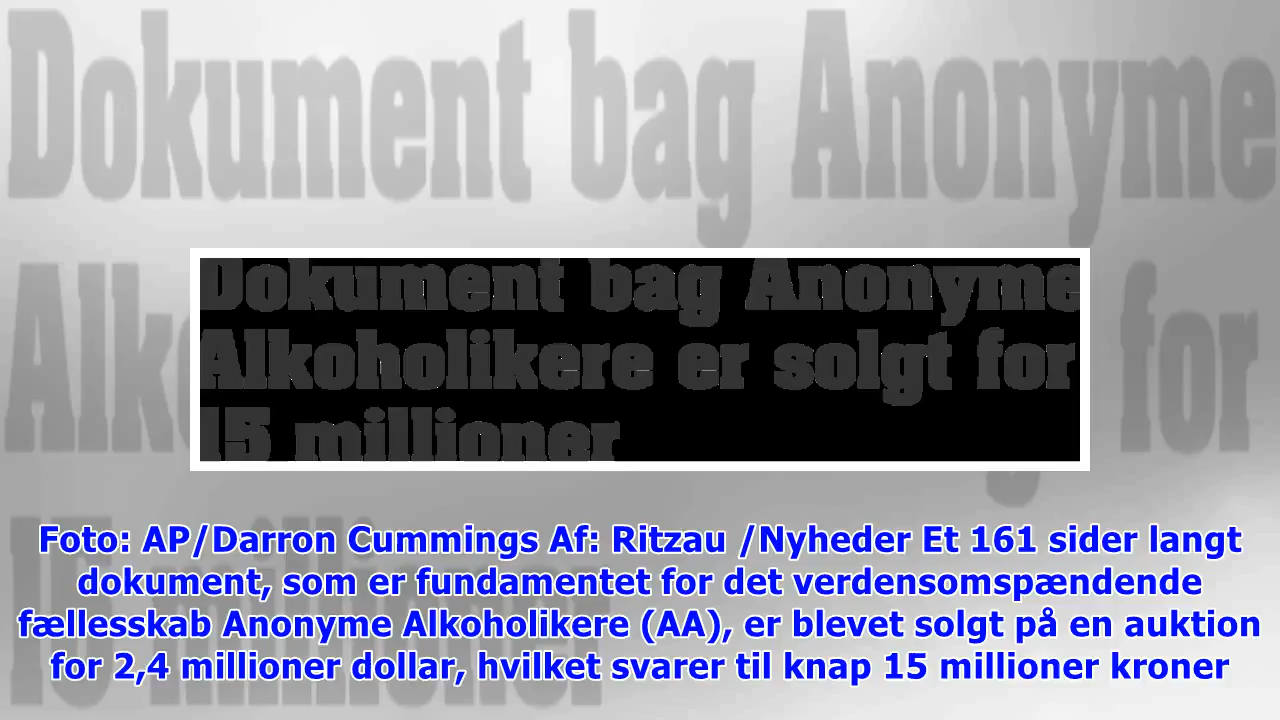 Dokument bag Anonyme
Alkoholikere er solgt for
15 millioner
Foto: AP/Darron Cummings Af: Ritzau /Nyheder Et 161 sider langt
dokument, som er fundamentet for det verdensomspændende
fællesskab Anonyme Alkoholikere (AA), er blevet solgt på en auktion
for 2,4 millioner dollar, hvilket svarer til knap 15 millioner kroner